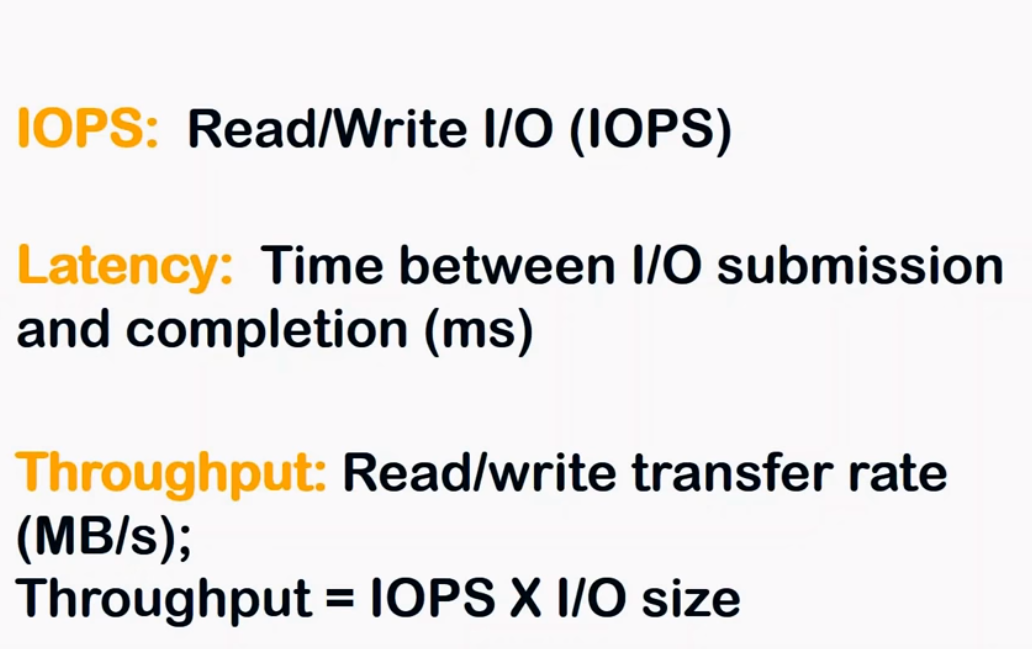 IOPS: Read/Write I/O (IOPS)
Latency: Time between I/O submission
and completion (ms)
Throughput: Read/write transfer rate
(MB/s);
Throughput = IOPS X I/O size